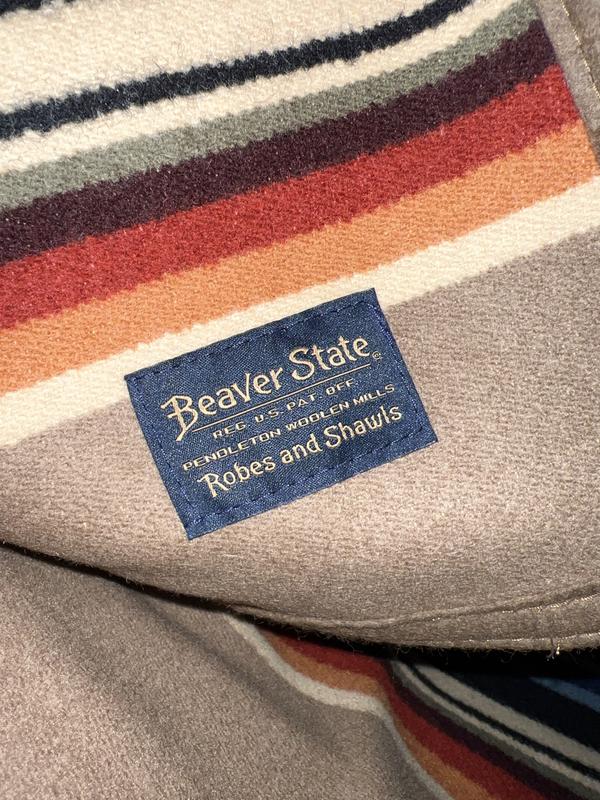 Beaver State®
REG. U.S. PAT. OFF.
PENDLETON WOOLEN MILLS
Robes and Shawls